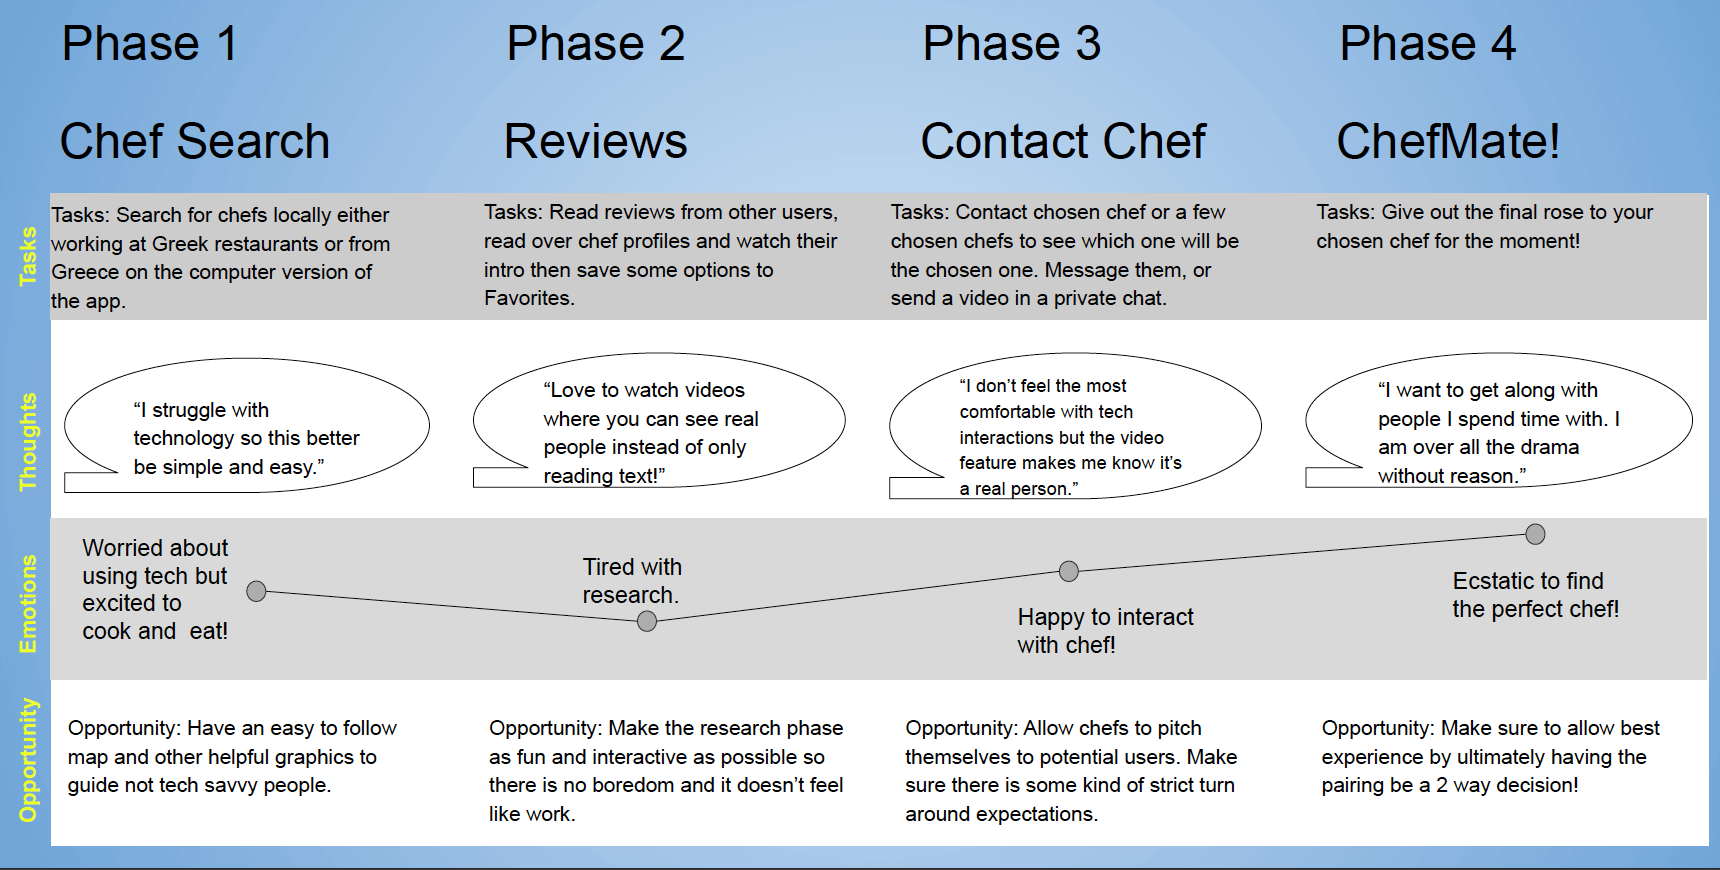 Phase 1
Phase 2
Phase 3
Phase 4
Chef Search
Reviews
Contact Chef
ChefMate!
Tasks
Tasks: Search for chefs locally either
working at Greek restaurants or from
Greece on the computer version of
the app.
Tasks: Read reviews from other users,
read over chef profiles and watch their
intro then save some options to
Favorites.
Tasks: Contact chosen chef or a few
chosen chefs to see which one will be
the chosen one. Message them, or
send a video in a private chat.
Tasks: Give out the final rose to your
chosen chef for the moment!
Thoughts
“I struggle with
technology so this better
be simple and easy.”
“Love to watch videos
where you can see real
people instead of only
reading text!”
“I don’t feel the most
comfortable with tech
interactions but the video
feature makes me know it’s
a real person.”
“I want to get along with
people I spend time with. I
am over all the drama
without reason.”
Emotions
Worried about
using tech but
excited to
cook and  eat!
Tired with
research.
Happy to interact
with chef!
Ecstatic to find
the perfect chef!
Opportunity
Opportunity: Have an easy to follow
map and other helpful graphics to
guide not tech savvy people.
Opportunity: Make the research phase
as fun and interactive as possible so
there is no boredom and it doesn’t feel
like work.
Opportunity: Allow chefs to pitch
themselves to potential users. Make
sure there is some kind of strict turn
around expectations.
Opportunity: Make sure to allow best
experience by ultimately having the
pairing be a 2 way decision!